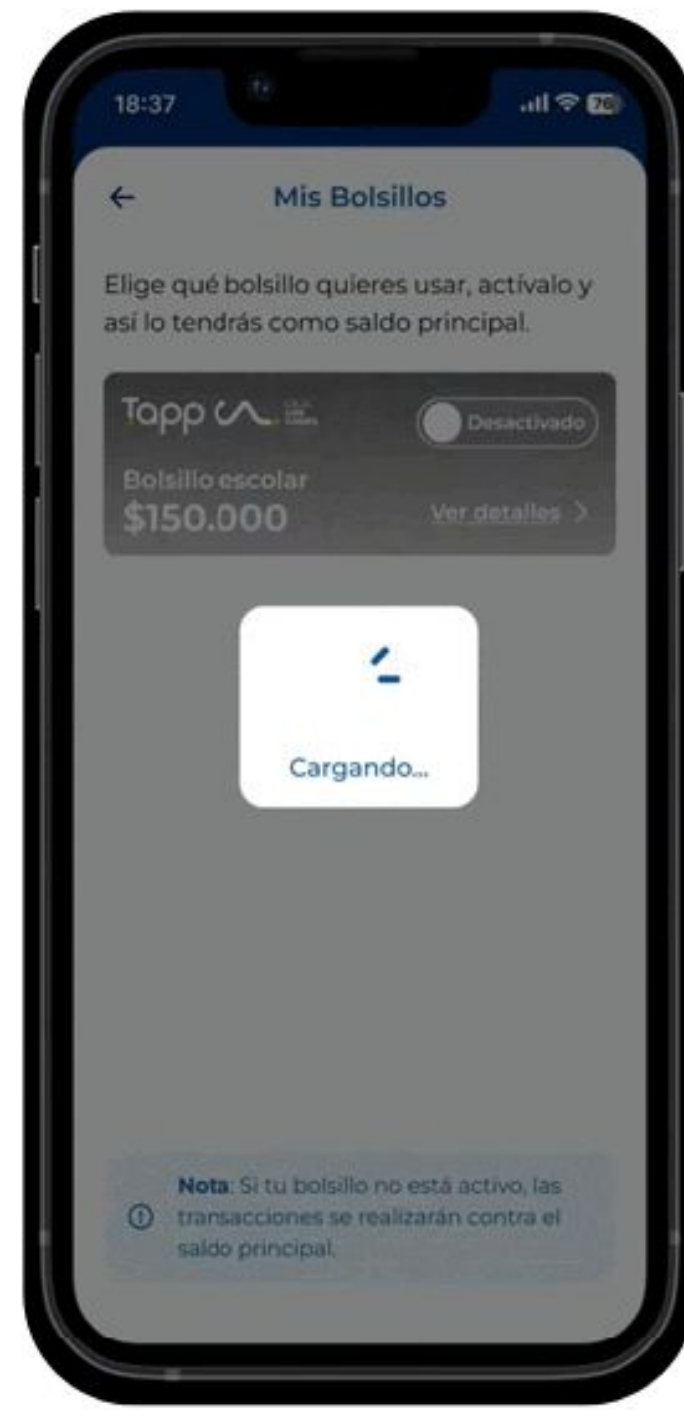 18:37
76
Mis Bolsillos
Elige qué bolsillo quieres usar, actívalo y
así lo tendrás como saldo principal.
Tapp
Desactivado
Bolsillo escolar
$150.000
Ver detalles
Cargando...
Nota: Si tu bolsillo no está activo, las
transacciones se realizarán contra el
saldo principal.